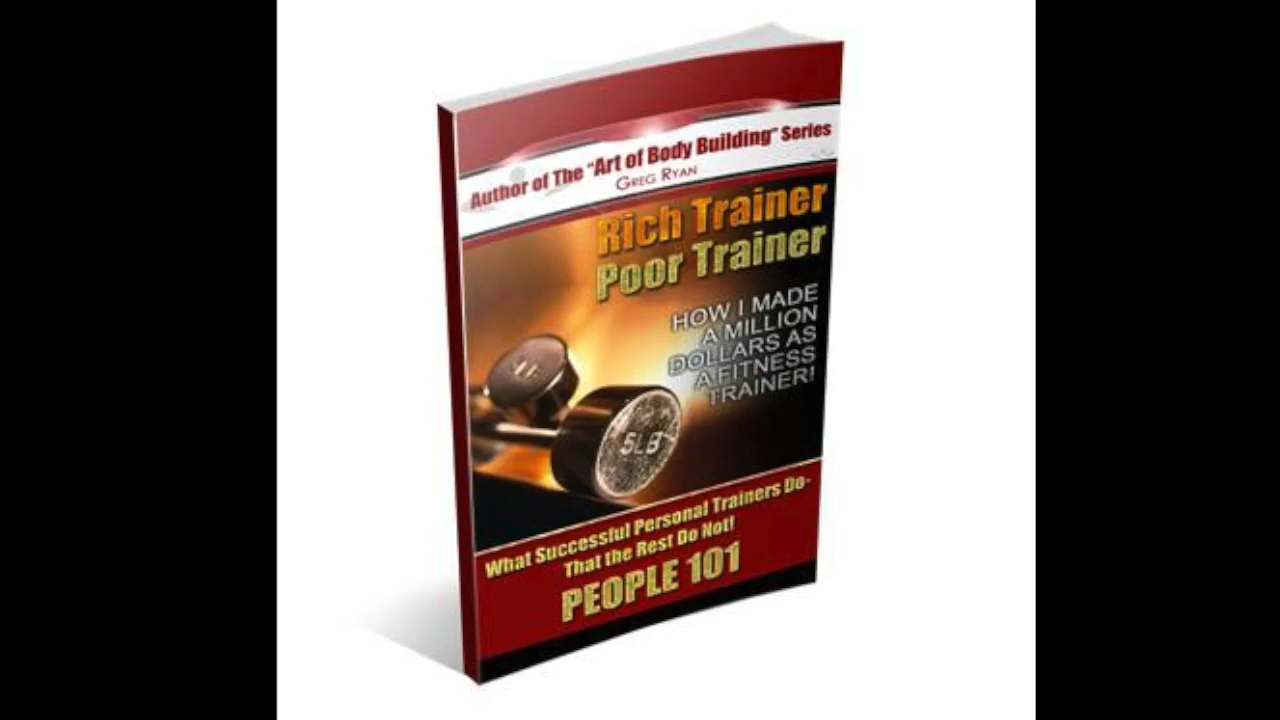 Author of The "Art of Body Building" Series
Greg Ryan
Rich Trainer
Poor Trainer
HOW I MADE
A MILLION
DOLLARS AS
A FITNESS
TRAINER!
5LB
What Successful Personal Trainers Do-
That the Rest Do Not!
PEOPLE 101